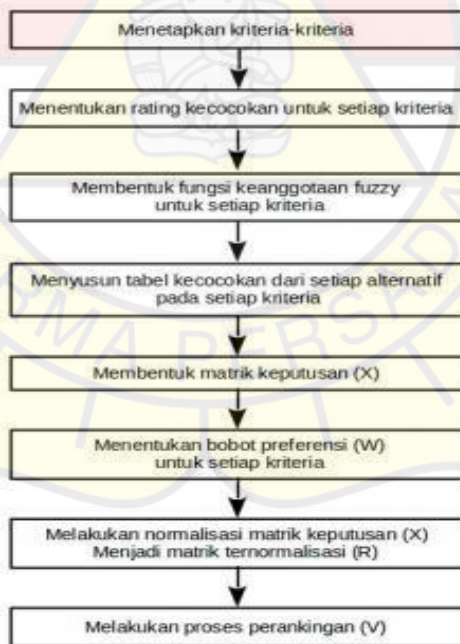 Menetapkan kriteria-kriteria
Menentukan rating kecocokan untuk setiap kriteria
Membentuk fungsi keanggotaan fuzzy
untuk setiap kriteria
Menyusun tabel kecocokan dari setiap alternatif
pada setiap kriteria
Membentuk matrik keputusan (X)
Menentukan bobot preferensi (W)
untuk setiap kriteria
Melakukan normalisasi matrik keputusan (X)
Menjadi matrik ternormalisasi (R)
Melakukan proses perankingan (V)
RMA PERSADA